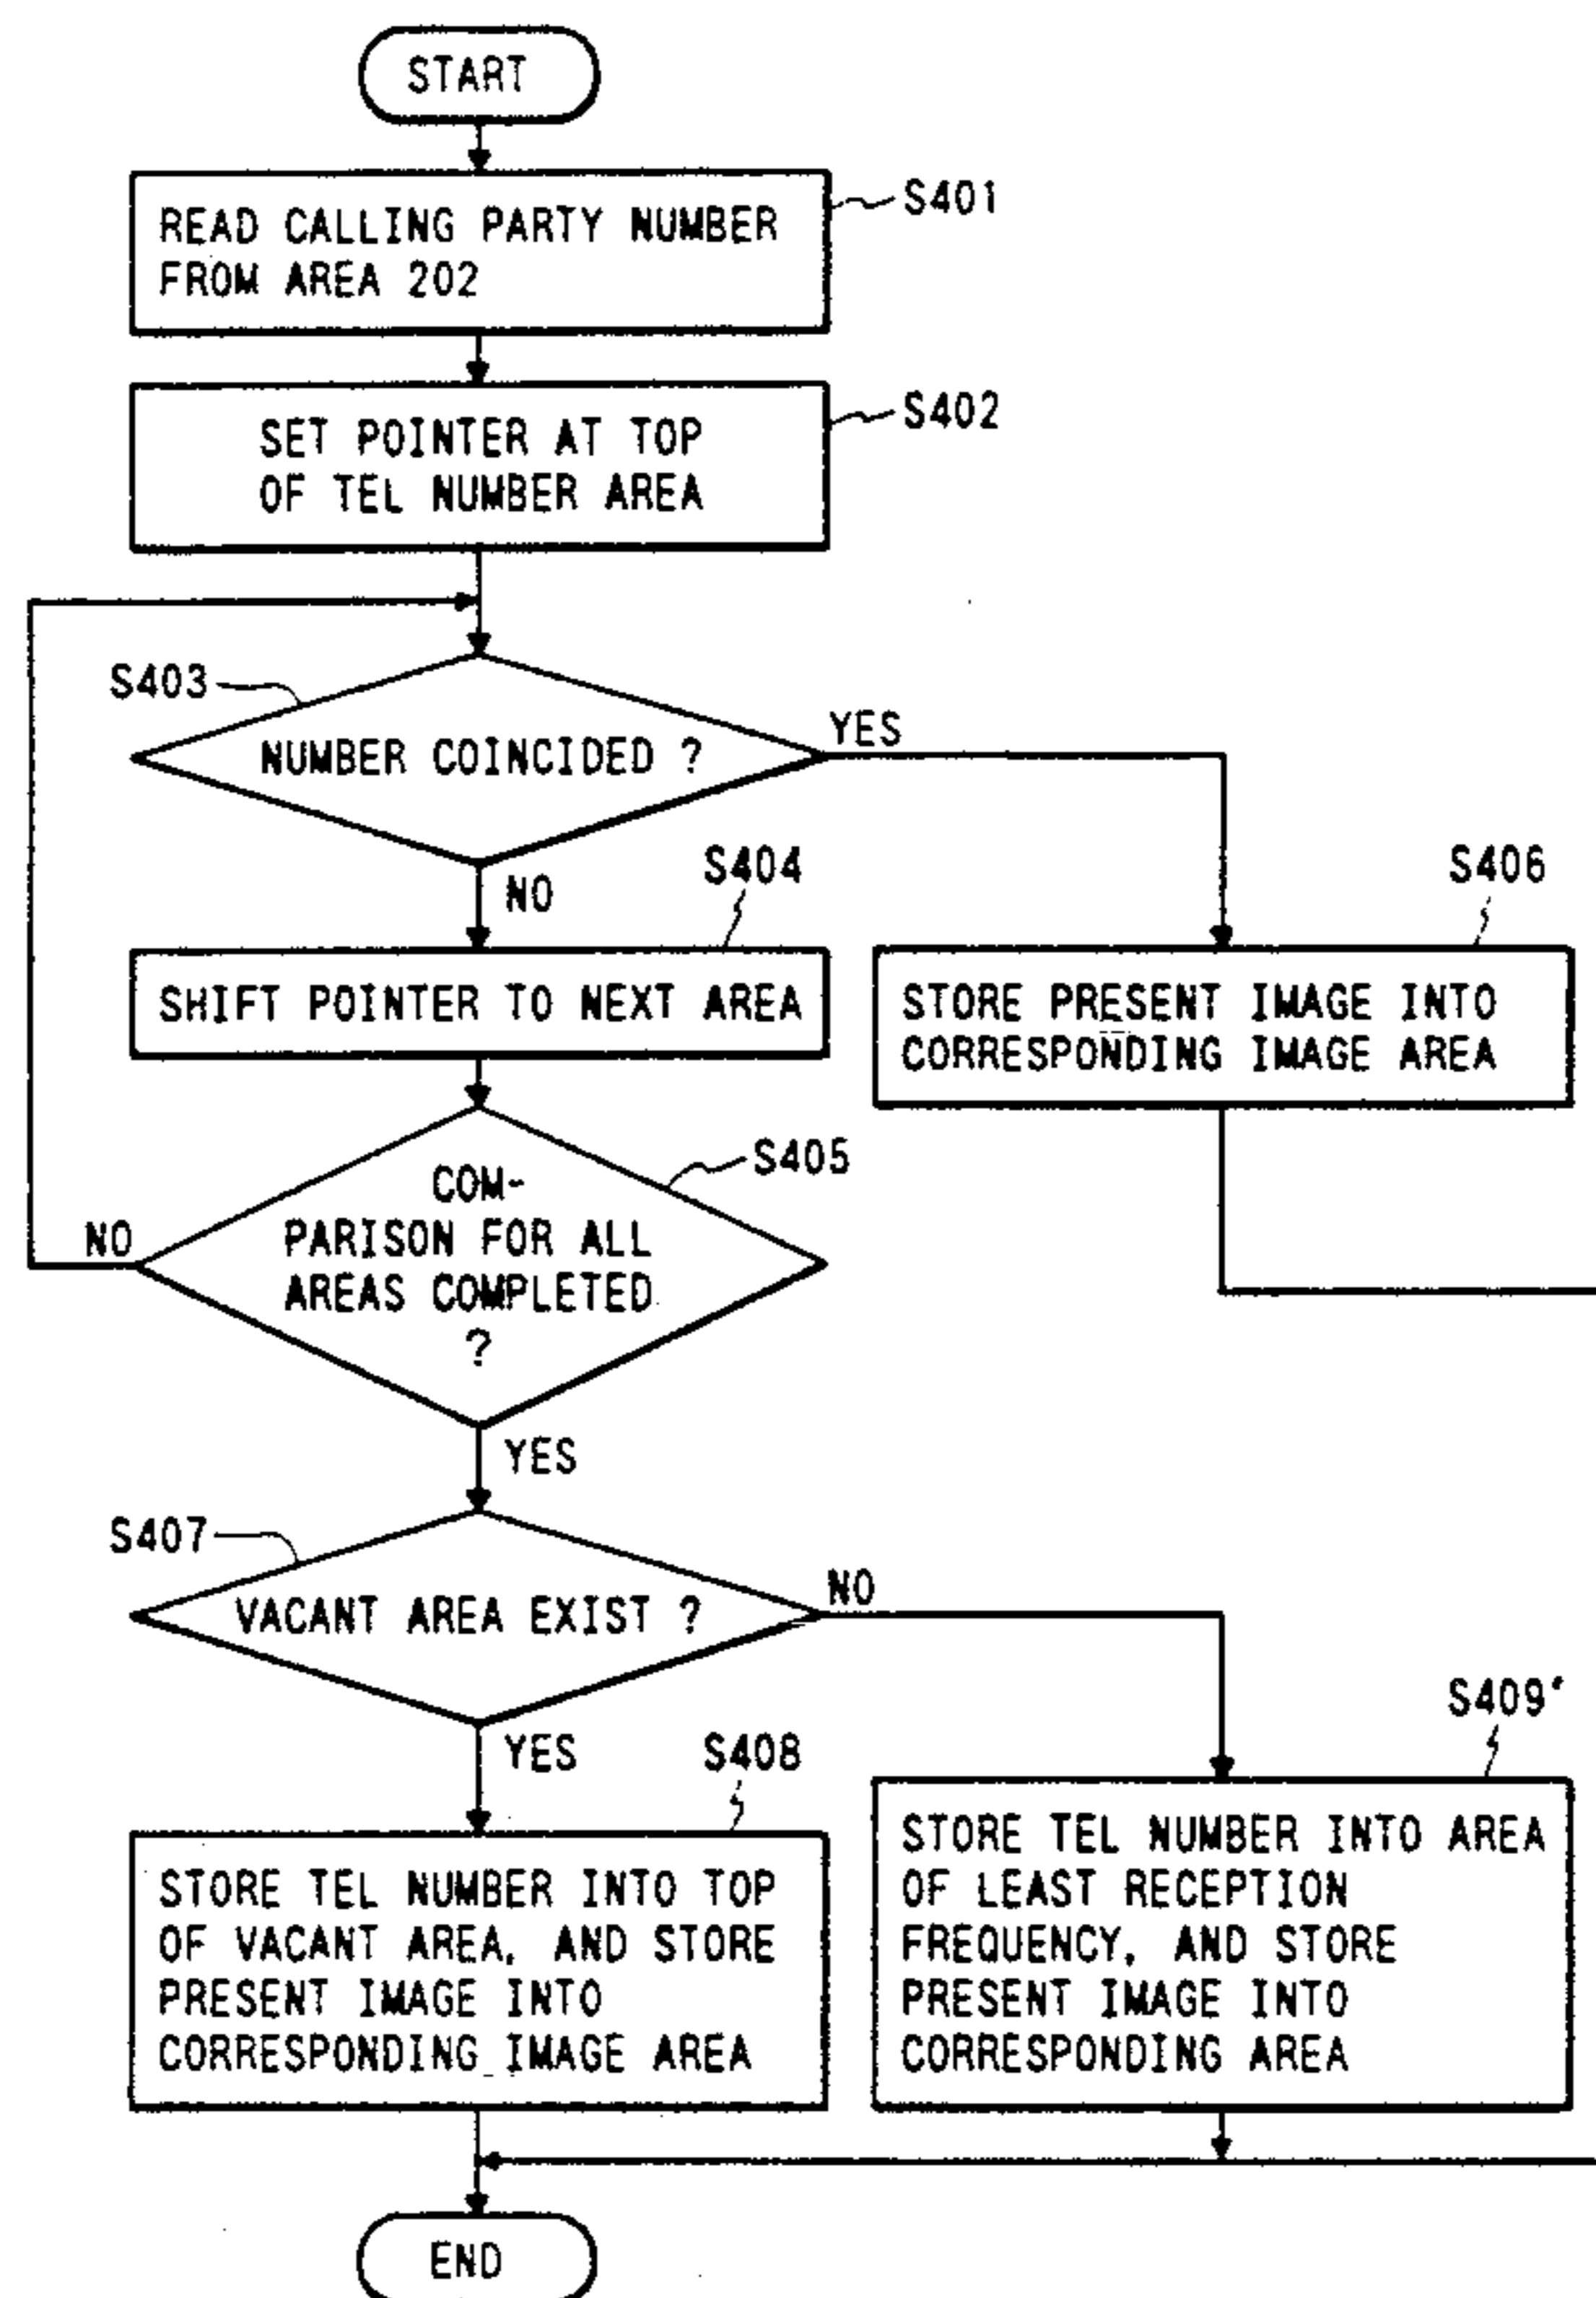 START
READ CALLING PARTY NUMBER
FROM AREA 202
S401
SET POINTER AT TOP
OF TEL NUMBER AREA
S402
S403
NUMBER COINCIDED ?
YES
NO
S404
SHIFT POINTER TO NEXT AREA
S406
STORE PRESENT IMAGE INTO
CORRESPONDING IMAGE AREA
S405
COM-
PARISON FOR ALL
AREAS COMPLETED
?
NO
YES
S407
VACANT AREA EXIST ?
NO
YES
S408
STORE TEL NUMBER INTO TOP
OF VACANT AREA, AND STORE
PRESENT IMAGE INTO
CORRESPONDING IMAGE AREA
S409'
STORE TEL NUMBER INTO AREA
OF LEAST RECEPTION
FREQUENCY, AND STORE
PRESENT IMAGE INTO
CORRESPONDING AREA
END